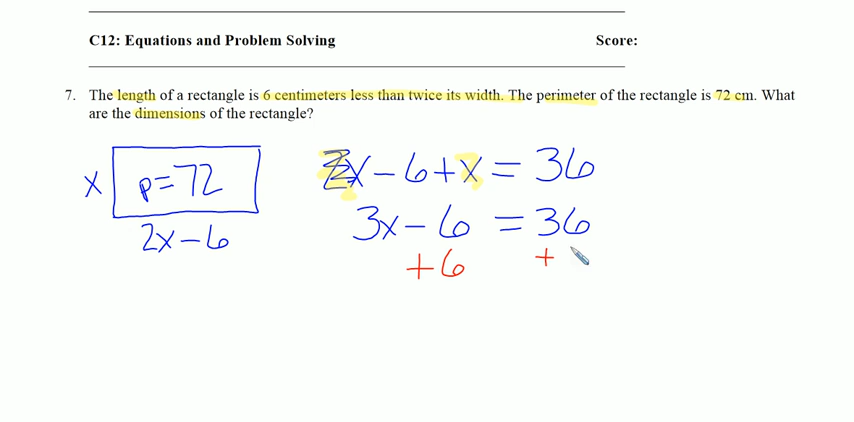 C12: Equations and Problem Solving Score:
7. The length of a rectangle is 6 centimeters less than twice its width. The perimeter of the rectangle is 72 cm. What
are the dimensions of the rectangle?
x p=72
2x-6
2x-6+x=36
3x-6=36
+6 +